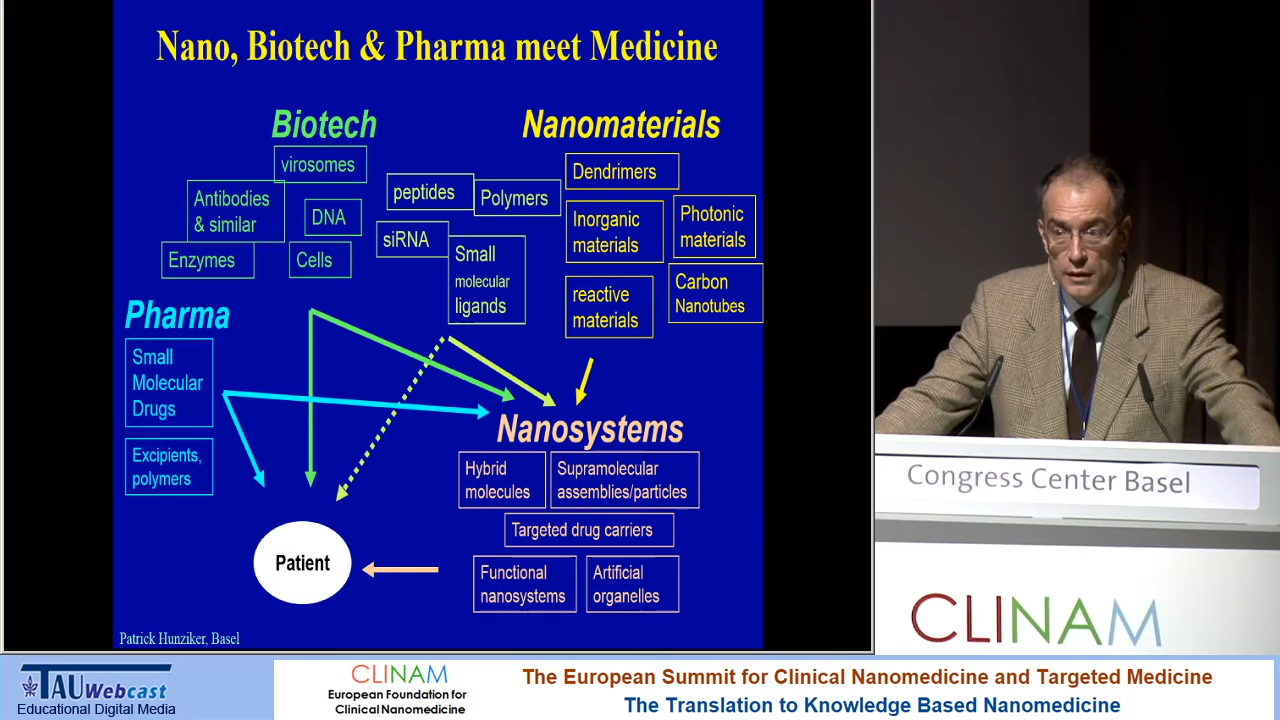 Nano, Biotech & Pharma meet Medicine
Biotech
Nanomaterials
virosomes
Antibodies
& similar
DNA
Enzymes
Cells
peptides
Polymers
siRNA
Small
molecular
ligands
Dendrimers
Inorganic
materials
Photonic
materials
reactive
materials
Carbon
Nanotubes
Pharma
Small
Molecular
Drugs
Excipients,
polymers
Nanosystems
Hybrid
molecules
Supramolecular
assemblies/particles
Targeted drug carriers
Functional
nanosystems
Artificial
organelles
Patient
Patrick Hunziker, Basel
Congress Center Basel
CLINAM
TAU Webcast
Educational Digital Media
CLINAM
European Foundation for
Clinical Nanomedicine
The European Summit for Clinical Nanomedicine and Targeted Medicine
The Translation to Knowledge Based Nanomedicine